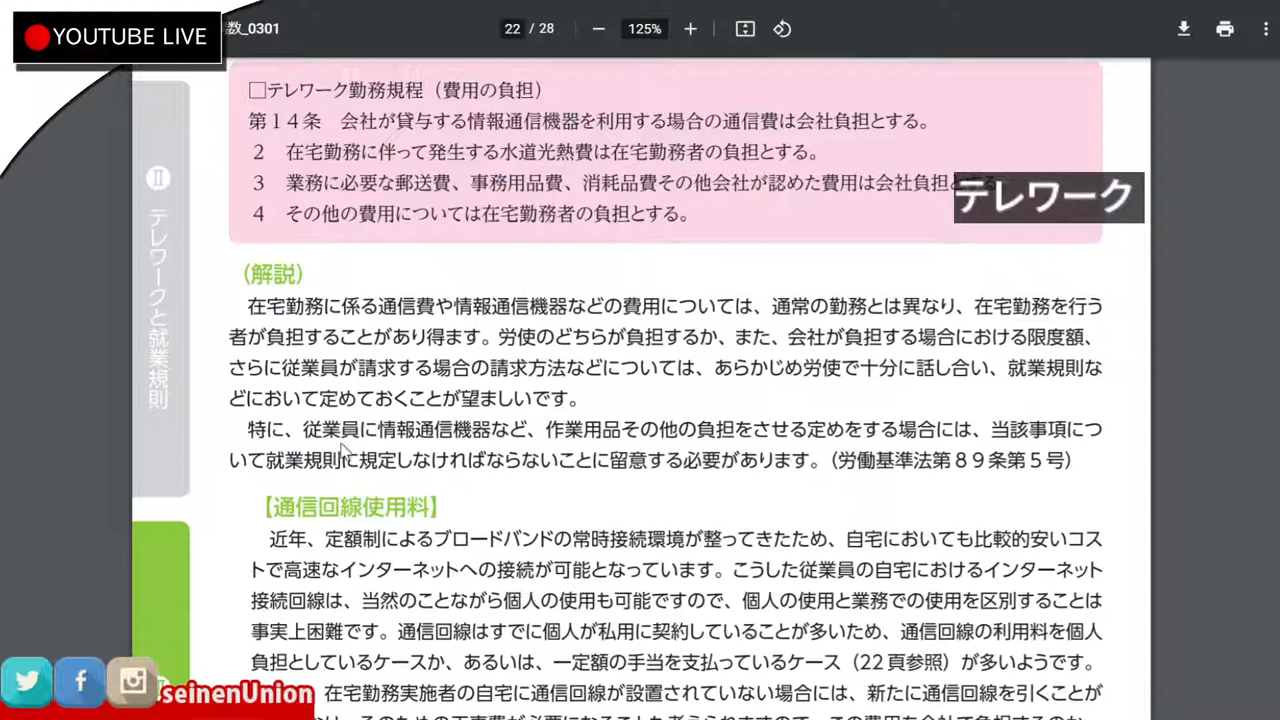 YOUTUBE LIVE
数_0301
22 / 28
125%
□テレワーク勤務規程（費用の負担）
第１４条　会社が貸与する情報通信機器を利用する場合の通信費は会社負担とする。
２　在宅勤務に伴って発生する水道光熱費は在宅勤務者の負担とする。
３　業務に必要な郵送費、事務用品費、消耗品費その他会社が認めた費用は会社負担
テレワーク
４　その他の費用については在宅勤務者の負担とする。
Ⅱ
テレワークと就業規則
（解説）
在宅勤務に係る通信費や情報通信機器などの費用については、通常の勤務とは異なり、在宅勤務を行う
者が負担することがあり得ます。労使のどちらが負担するか、また、会社が負担する場合における限度額、
さらに従業員が請求する場合の請求方法などについては、あらかじめ労使で十分に話し合い、就業規則な
どにおいて定めておくことが望ましいです。
特に、従業員に情報通信機器など、作業用品その他の負担をさせる定めをする場合には、当該事項につ
いて就業規則に規定しなければならないことに留意する必要があります。（労働基準法第８９条第５号）
【通信回線使用料】
近年、定額制によるブロードバンドの常時接続環境が整ってきたため、自宅においても比較的安いコス
トで高速なインターネットへの接続が可能となっています。こうした従業員の自宅におけるインターネット
接続回線は、当然のことながら個人の使用も可能ですので、個人の使用と業務での使用を区別することは
事実上困難です。通信回線はすでに個人が私用に契約していることが多いため、通信回線の利用料を個人
負担としているケースか、あるいは、一定額の手当を支払っているケース（22頁参照）が多いようです。
在宅勤務実施者の自宅に通信回線が設置されていない場合には、新たに通信回線を引くことが
seinenUnion